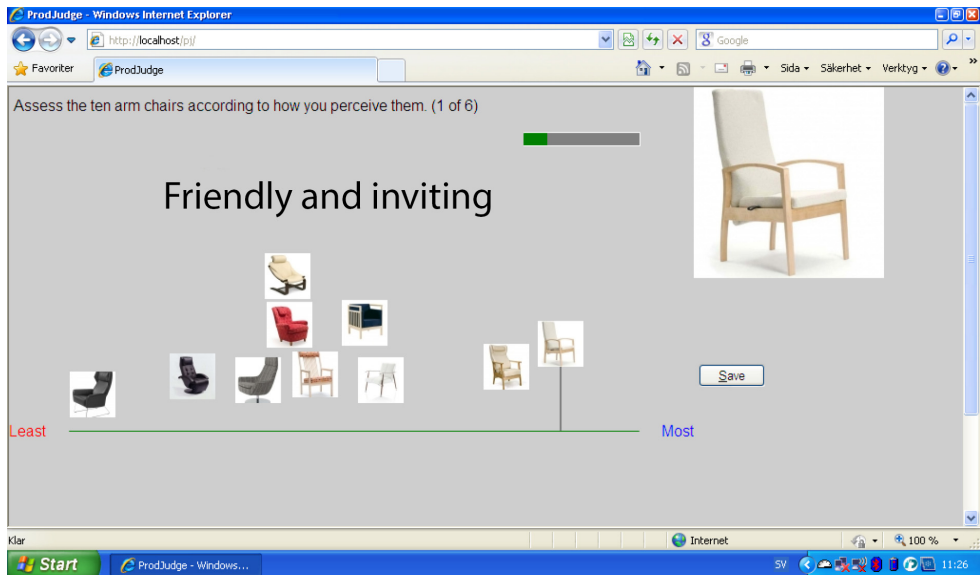 ProdJudge - Windows Internet Explorer
http://localhost/pj/
Google
Favoriter
ProdJudge
Sida
Säkerhet
Verktyg
»
Assess the ten arm chairs according to how you perceive them. (1 of 6)
Friendly and inviting
Save
Least
Most
Klar
Internet
100 %
Start
ProdJudge - Windows...
SV
11:26